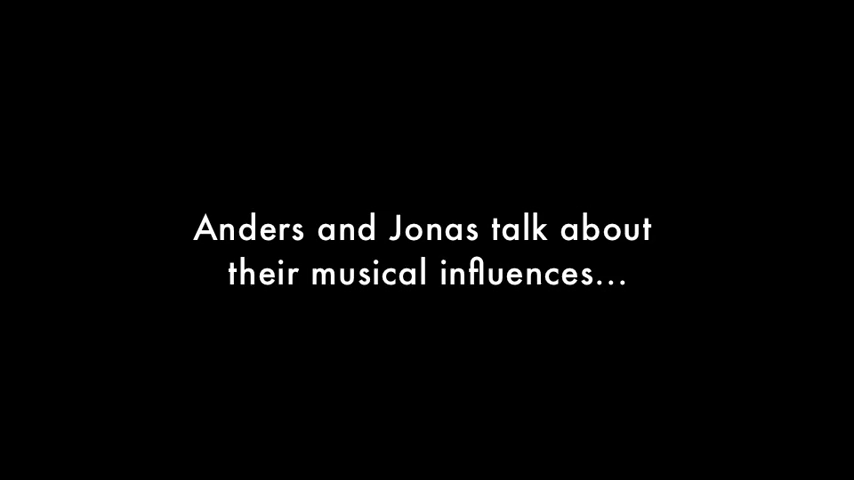 Anders and Jonas talk about
their musical influences...